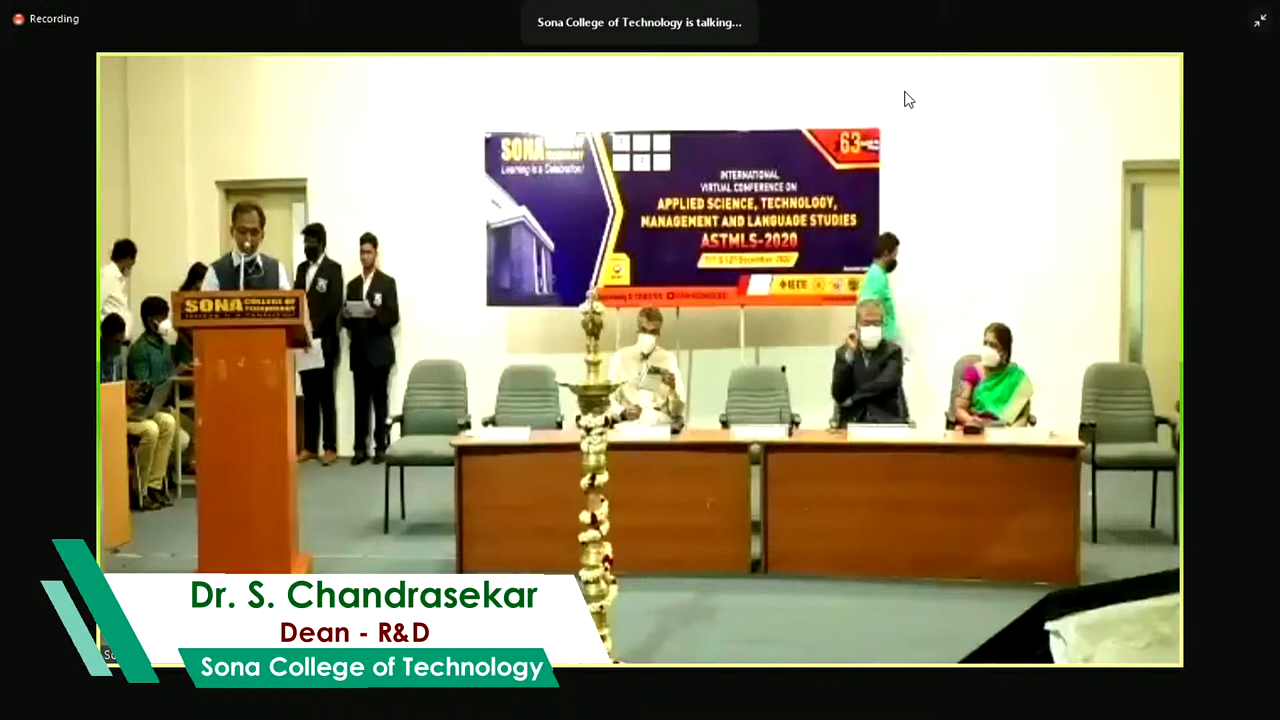 Recording
Sona College of Technology is talking...
SONA
Learning is a Celebration!
63
INTERNATIONAL
VIRTUAL CONFERENCE ON
APPLIED SCIENCE, TECHNOLOGY,
MANAGEMENT AND LANGUAGE STUDIES
ASTMLS-2020
IEEE
SONA COLLEGE OF
TECHNOLOGY
Dr. S. Chandrasekar
Dean - R&D
Sona College of Technology